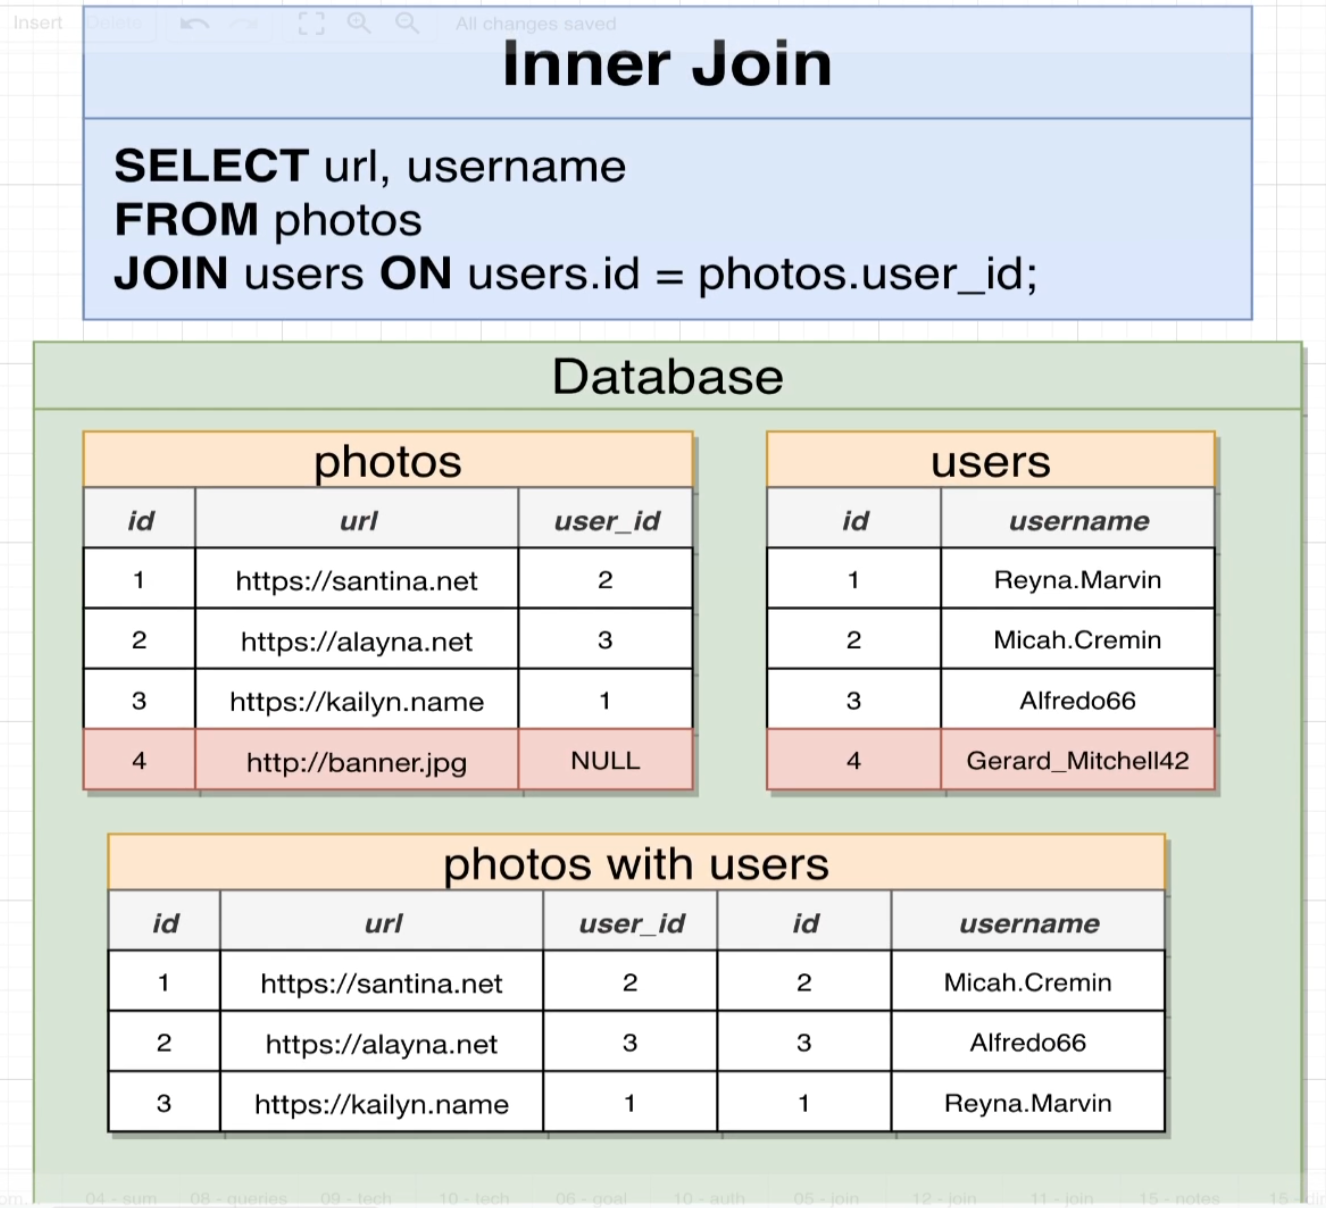 Insert Delete All changes saved
Inner Join
SELECT url, username
FROM photos
JOIN users ON users.id = photos.user_id;
Database
photos
id url user_id
1 https://santina.net 2
2 https://alayna.net 3
3 https://kailyn.name 1
4 http://banner.jpg NULL
users
id username
1 Reyna.Marvin
2 Micah.Cremin
3 Alfredo66
4 Gerard_Mitchell42
photos with users
id url user_id id username
1 https://santina.net 2 2 Micah.Cremin
2 https://alayna.net 3 3 Alfredo66
3 https://kailyn.name 1 1 Reyna.Marvin
04 - sum 08 - queries 09 - tech 10 - tech 06 - goal 10 - auth 05 - join 12 - join 11 - join 15 - notes